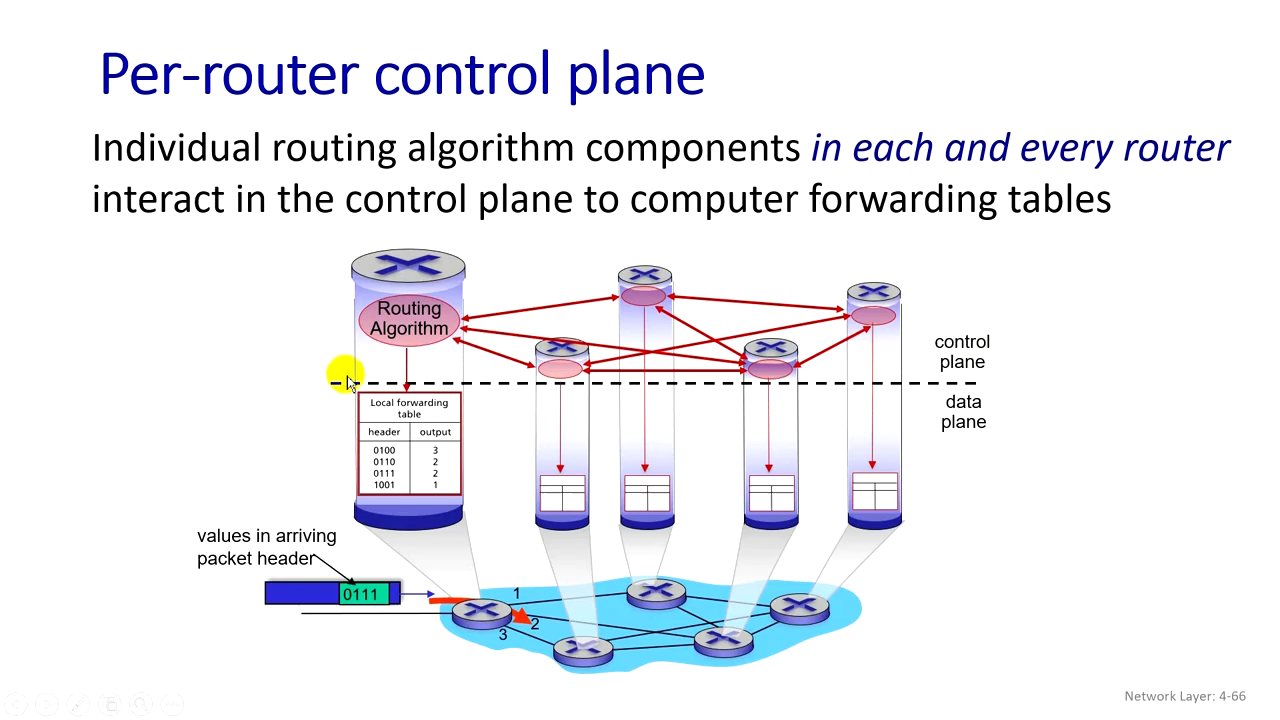 Per-router control plane
Individual routing algorithm components in each and every router
interact in the control plane to computer forwarding tables
Routing
Algorithm
control
plane
data
plane
Local forwarding
table
header output
0100 3
0110 2
0111 2
1001 1
values in arriving
packet header
0111
1
2
3
Network Layer: 4-66